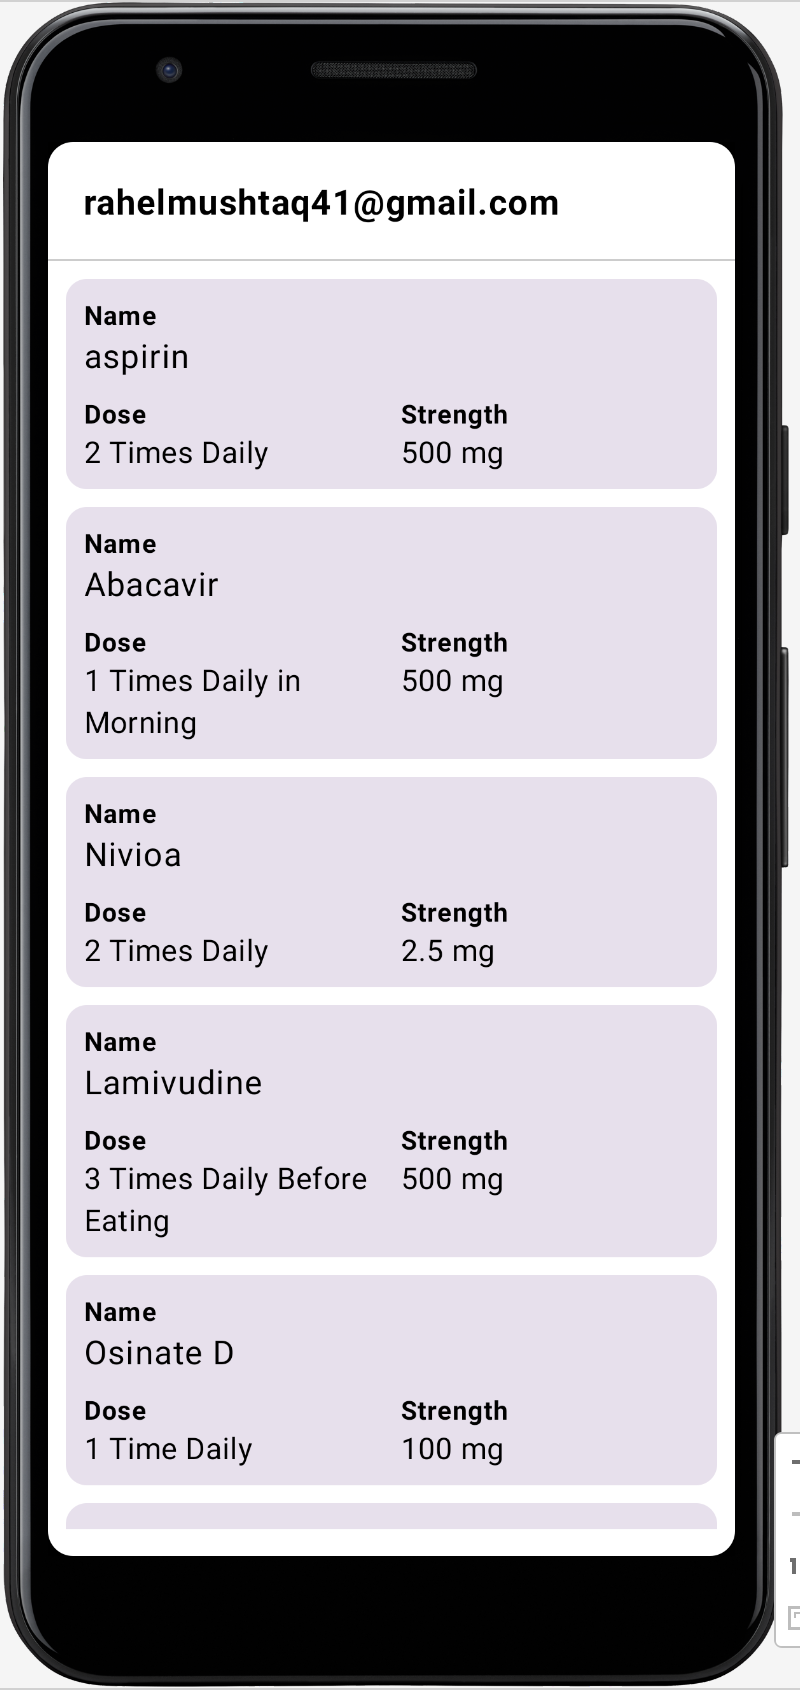 rahelmushtaq41@gmail.com
Name
aspirin
Dose Strength
2 Times Daily 500 mg
Name
Abacavir
Dose Strength
1 Times Daily in 500 mg
Morning
Name
Nivioa
Dose Strength
2 Times Daily 2.5 mg
Name
Lamivudine
Dose Strength
3 Times Daily Before 500 mg
Eating
Name
Osinate D
Dose Strength
1 Time Daily 100 mg